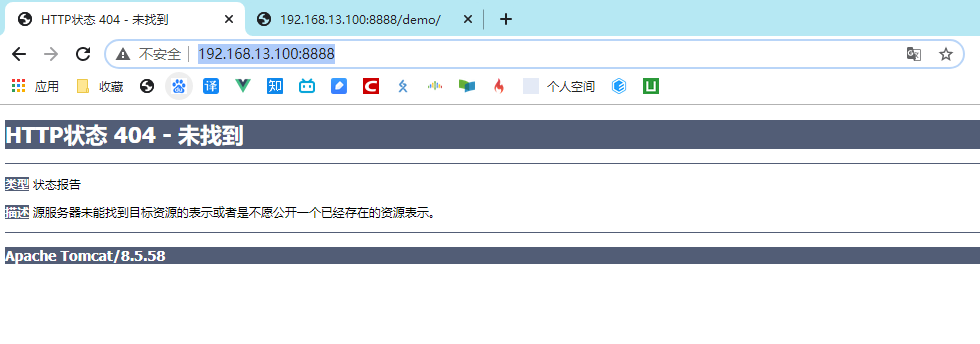 HTTP状态 404 - 未找到
192.168.13.100:8888/demo/
不安全
192.168.13.100:8888
应用
收藏
译
知
C
个人空间
U
HTTP状态 404 - 未找到
类型 状态报告
描述 源服务器未能找到目标资源的表示或者是不愿公开一个已经存在的资源表示。
Apache Tomcat/8.5.58